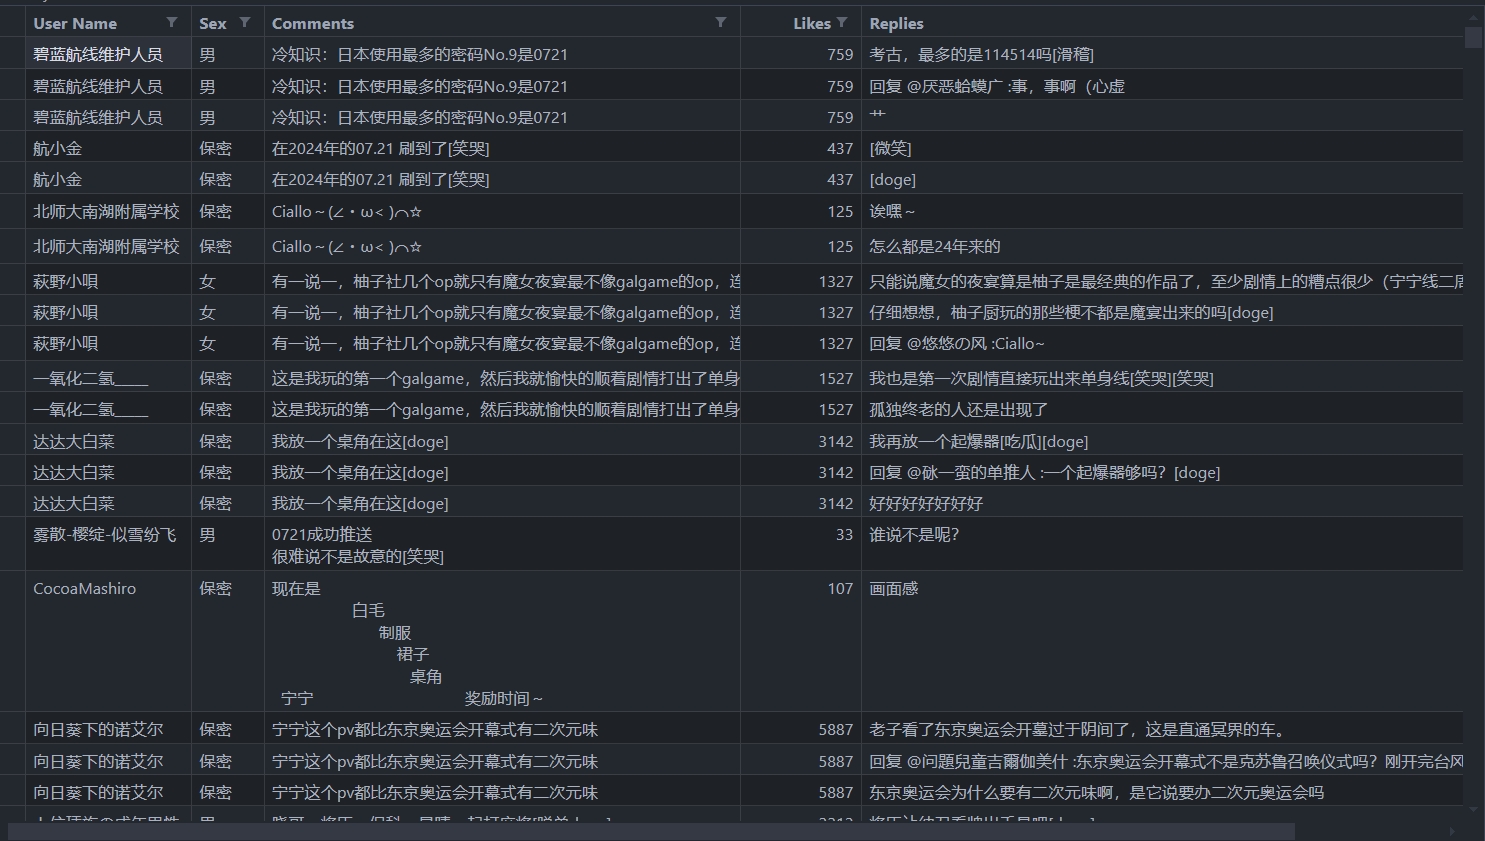 User Name Sex Comments Likes Replies
碧蓝航线维护人员 男 冷知识：日本使用最多的密码No.9是0721 759 考古，最多的是114514吗[滑稽]
碧蓝航线维护人员 男 冷知识：日本使用最多的密码No.9是0721 759 回复 @厌恶蛤蟆广 :事，事啊（心虚
碧蓝航线维护人员 男 冷知识：日本使用最多的密码No.9是0721 759 艹
航小金 保密 在2024年的07.21 刷到了[笑哭] 437 [微笑]
航小金 保密 在2024年的07.21 刷到了[笑哭] 437 [doge]
北师大南湖附属学校 保密 Ciallo～(∠・ω< )⌒☆ 125 诶嘿～
北师大南湖附属学校 保密 Ciallo～(∠・ω< )⌒☆ 125 怎么都是24年来的
萩野小唄 女 有一说一，柚子社几个op就只有魔女夜宴最不像galgame的op，连 1327 只能说魔女的夜宴算是柚子是最经典的作品了，至少剧情上的糟点很少（宁宁线二周
萩野小唄 女 有一说一，柚子社几个op就只有魔女夜宴最不像galgame的op，连 1327 仔细想想，柚子厨玩的那些梗不都是魔宴出来的吗[doge]
萩野小唄 女 有一说一，柚子社几个op就只有魔女夜宴最不像galgame的op，连 1327 回复 @悠悠の风 :Ciallo~
一氧化二氢____ 保密 这是我玩的第一个galgame，然后我就愉快的顺着剧情打出了单身 1527 我也是第一次剧情直接玩出来单身线[笑哭][笑哭]
一氧化二氢____ 保密 这是我玩的第一个galgame，然后我就愉快的顺着剧情打出了单身 1527 孤独终老的人还是出现了
达达大白菜 保密 我放一个桌角在这[doge] 3142 我再放一个起爆器[吃瓜][doge]
达达大白菜 保密 我放一个桌角在这[doge] 3142 回复 @砯一蛮的单推人 :一个起爆器够吗？[doge]
达达大白菜 保密 我放一个桌角在这[doge] 3142 好好好好好好好
雾散-樱绽-似雪纷飞 男 0721成功推送 33 谁说不是呢？
很难说不是故意的[笑哭]
CocoaMashiro 保密 现在是 107 画面感
白毛
制服
裙子
桌角
宁宁 奖励时间～
向日葵下的诺艾尔 保密 宁宁这个pv都比东京奥运会开幕式有二次元味 5887 老子看了东京奥运会开墓过于阴间了，这是直通冥界的车。
向日葵下的诺艾尔 保密 宁宁这个pv都比东京奥运会开幕式有二次元味 5887 回复 @问题兒童吉爾伽美什 :东京奥运会开幕式不是克苏鲁召唤仪式吗？刚开完台风
向日葵下的诺艾尔 保密 宁宁这个pv都比东京奥运会开幕式有二次元味 5887 东京奥运会为什么要有二次元味啊，是它说要办二次元奥运会吗